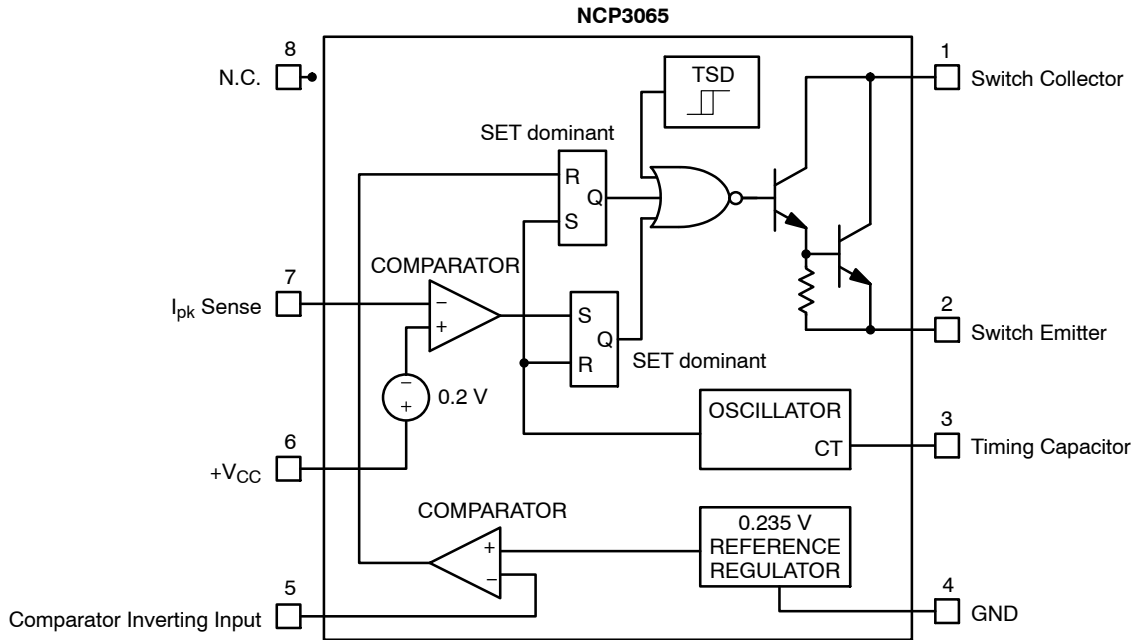 NCP3065
8
N.C.
1
Switch Collector
TSD
SET dominant
R
Q
S
COMPARATOR
7
Ipk Sense
−
+
S
Q
R
2
Switch Emitter
SET dominant
−
+
0.2 V
OSCILLATOR
CT
3
Timing Capacitor
6
+VCC
COMPARATOR
+
−
0.235 V
REFERENCE
REGULATOR
5
Comparator Inverting Input
4
GND